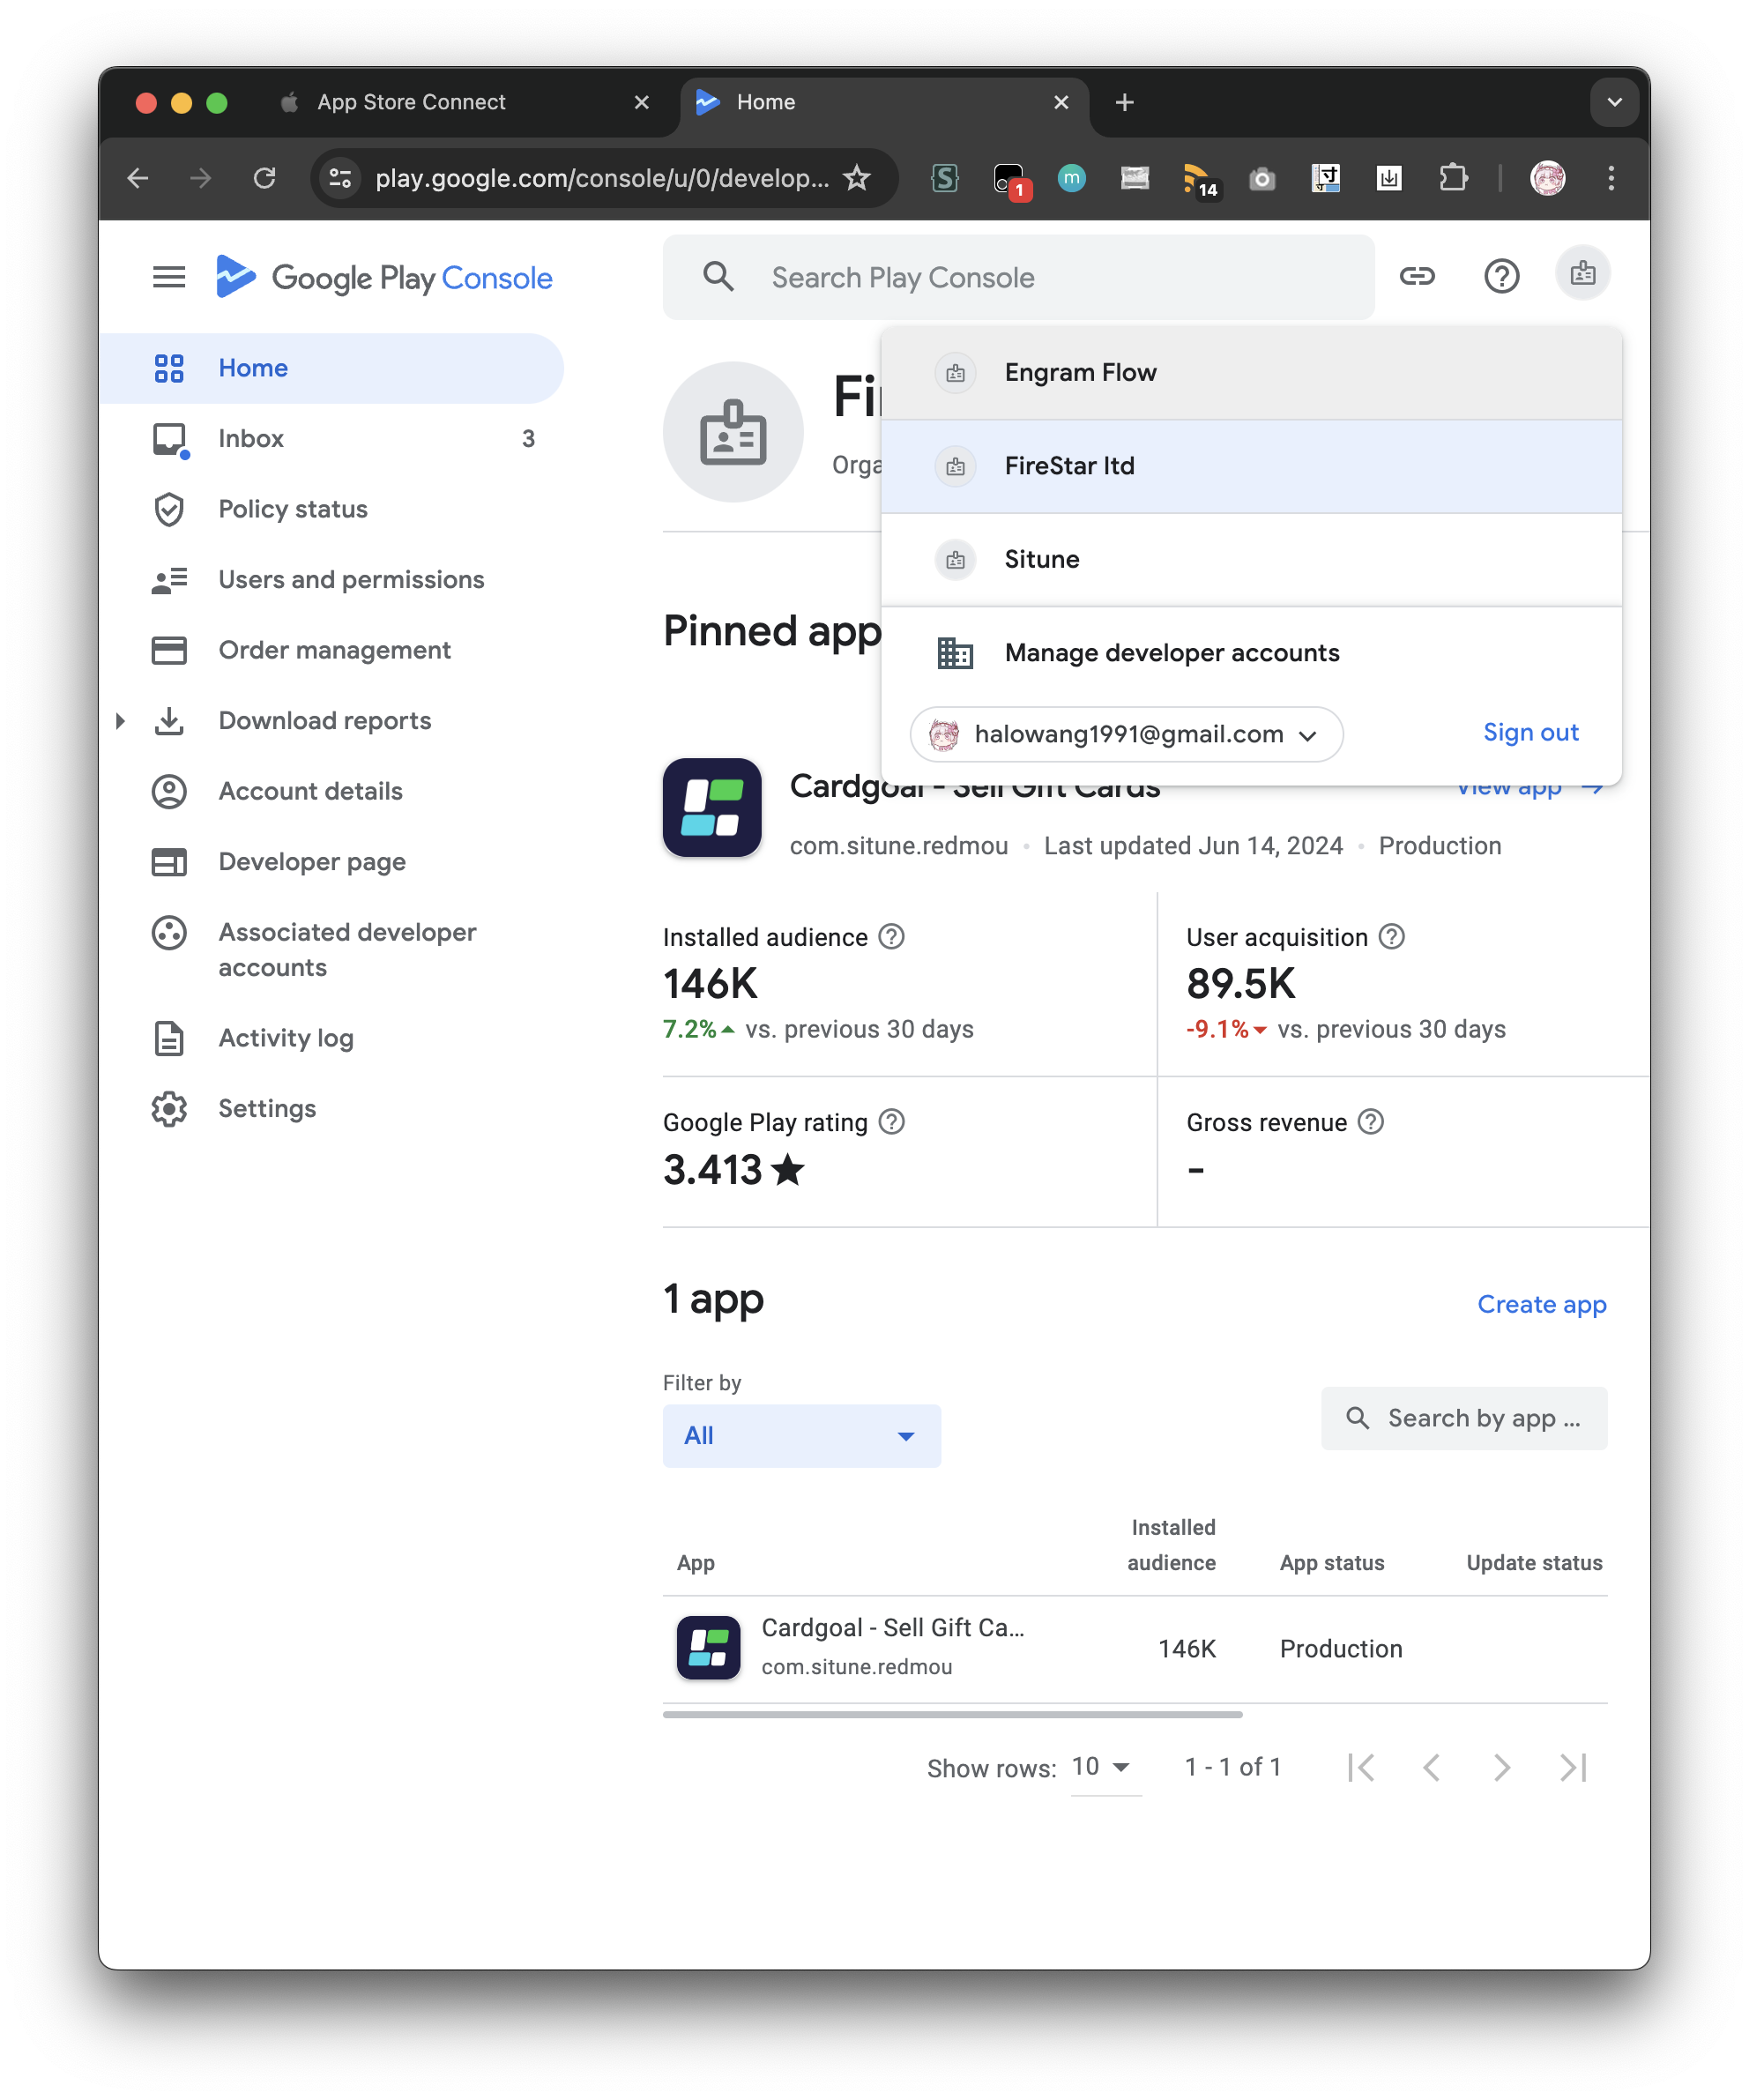 App Store Connect
Home
play.google.com/console/u/0/develop...
1
m
14
寸
Google Play Console
Search Play Console
Home
Inbox 3
Policy status
Users and permissions
Order management
Download reports
Account details
Developer page
Associated developer
accounts
Activity log
Settings
Engram Flow
FireStar ltd
Situne
Manage developer accounts
halowang1991@gmail.com
Sign out
Pinned app
Cardgoal - Sell Gift Cards
View app
com.situne.redmou • Last updated Jun 14, 2024 • Production
Installed audience
146K
7.2% vs. previous 30 days
User acquisition
89.5K
-9.1% vs. previous 30 days
Google Play rating
3.413 ★
Gross revenue
-
1 app
Create app
Filter by
All
Search by app ...
App
Installed
audience
App status
Update status
Cardgoal - Sell Gift Ca...
com.situne.redmou
146K
Production
Show rows: 10
1 - 1 of 1